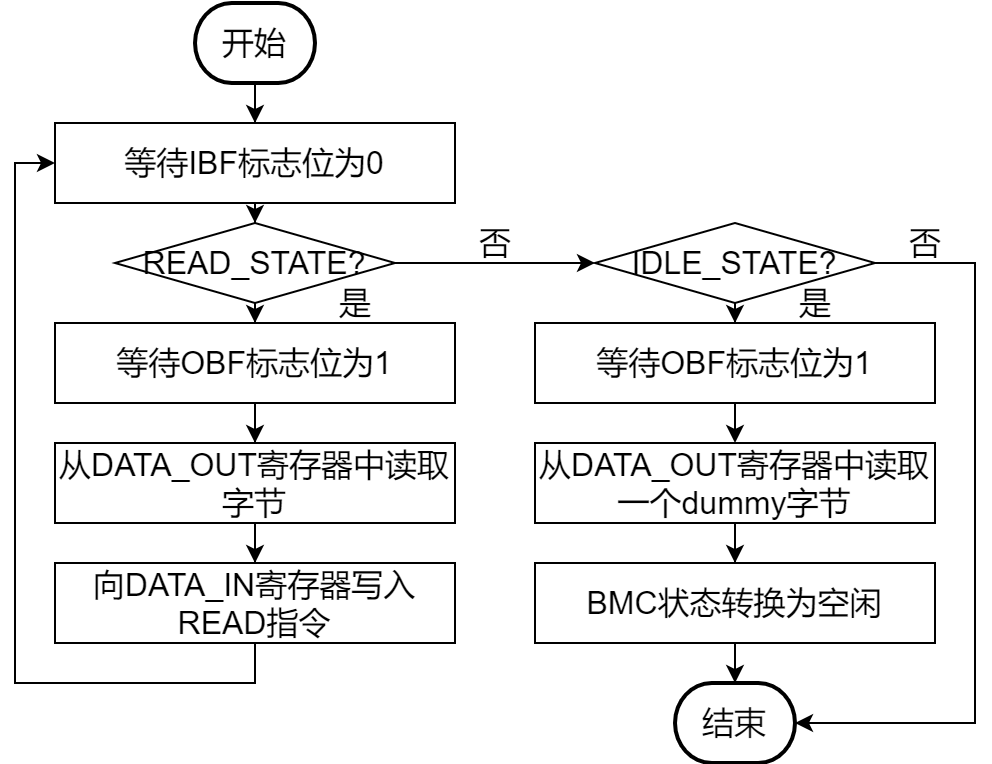 开始
等待IBF标志位为0
READ_STATE?
否
IDLE_STATE?
否
是
是
等待OBF标志位为1
等待OBF标志位为1
从DATA_OUT寄存器中读取
字节
从DATA_OUT寄存器中读取
一个dummy字节
向DATA_IN寄存器写入
READ指令
BMC状态转换为空闲
结束